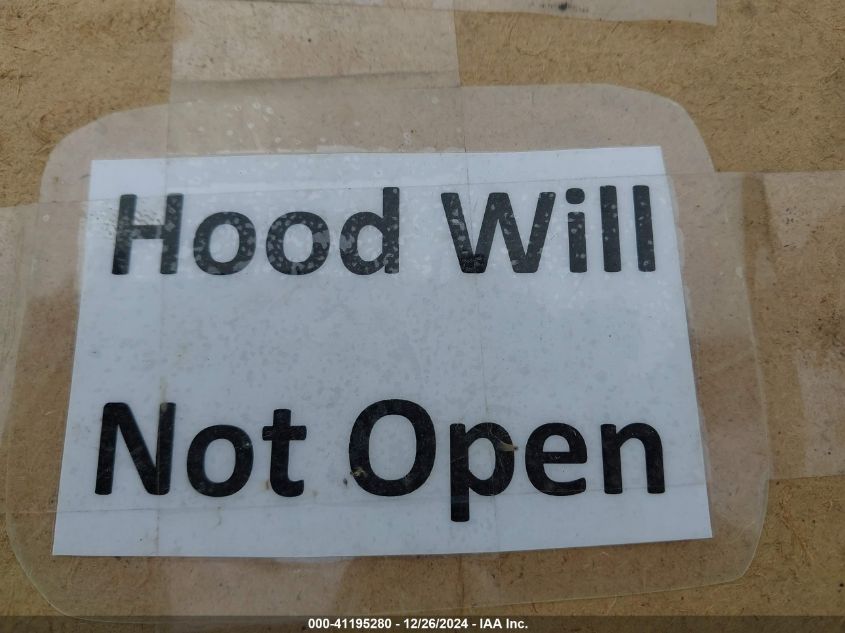 Hood Will
Not Open
000-41195280 - 12/26/2024 - IAA Inc.